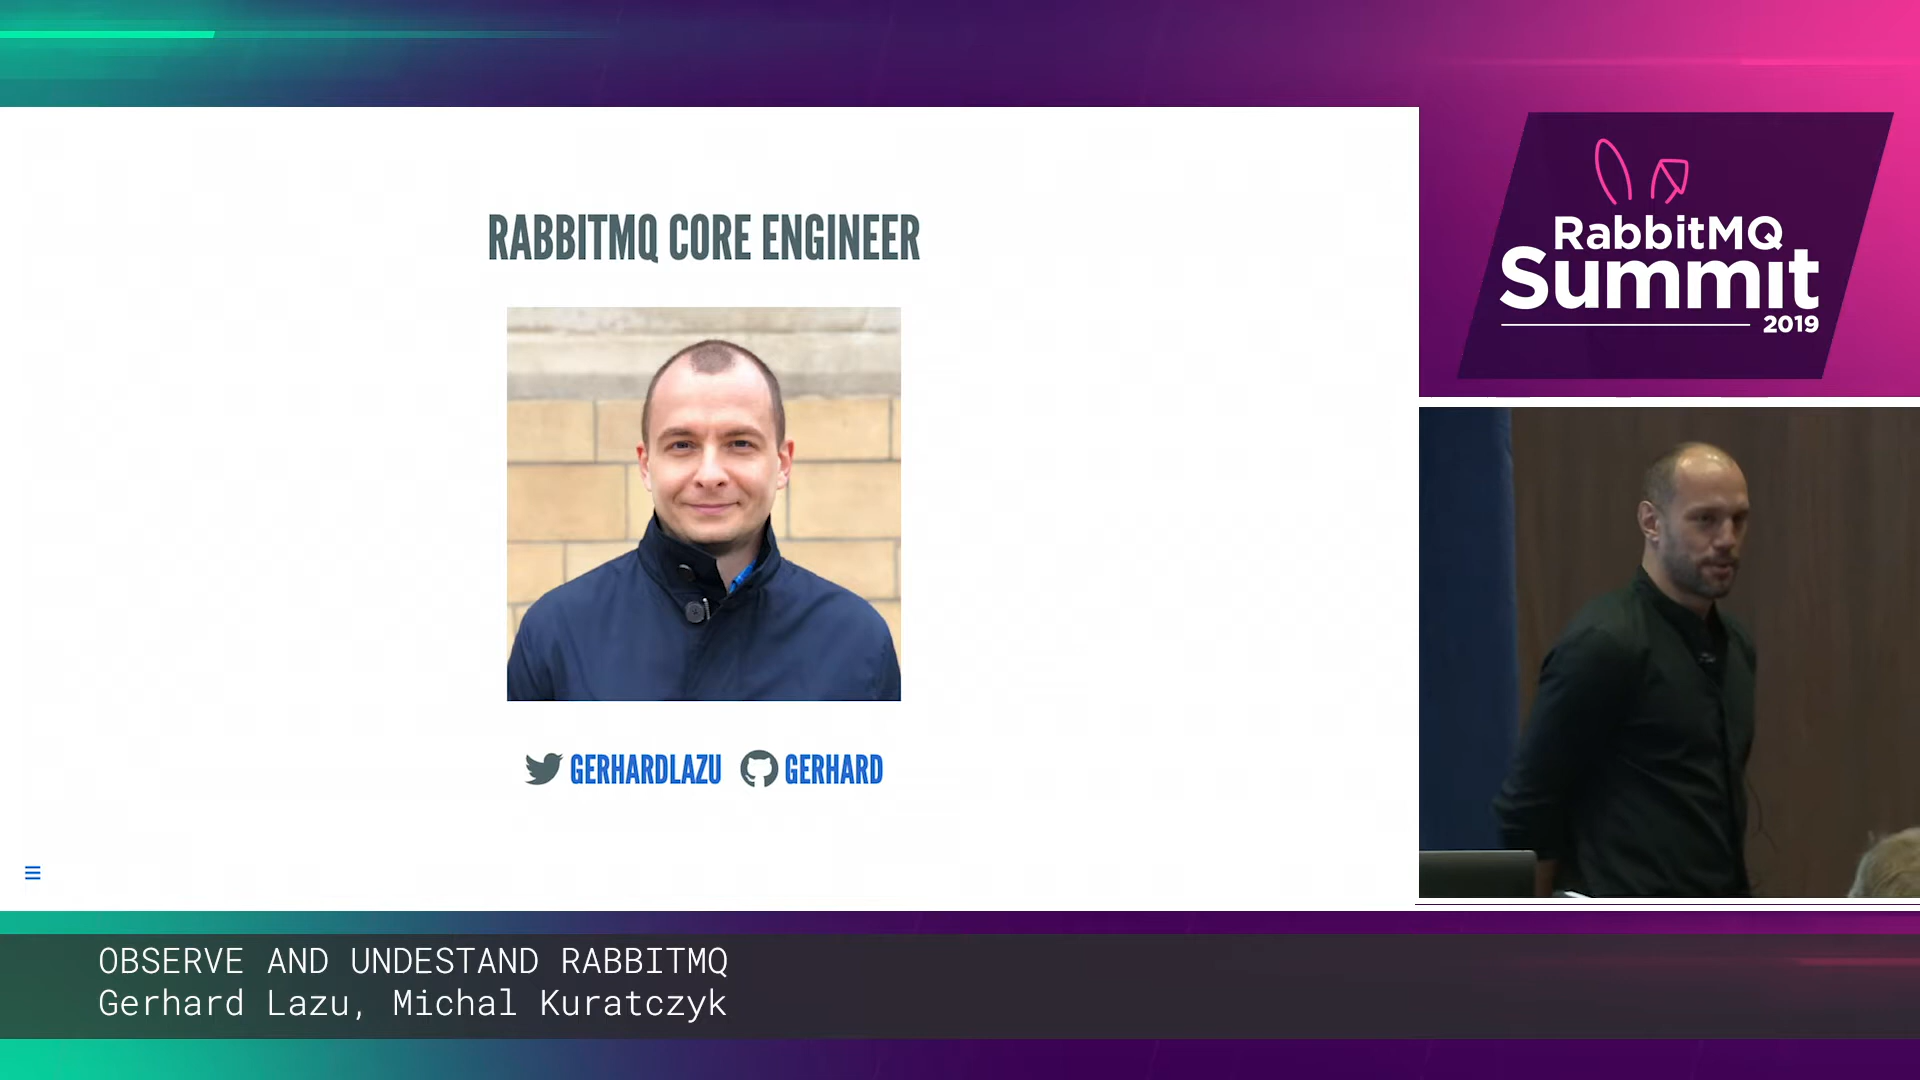 RABBITMQ CORE ENGINEER
GERHARDLAZU GERHARD
RabbitMQ
Summit
2019
OBSERVE AND UNDESTAND RABBITMQ
Gerhard Lazu, Michal Kuratczyk